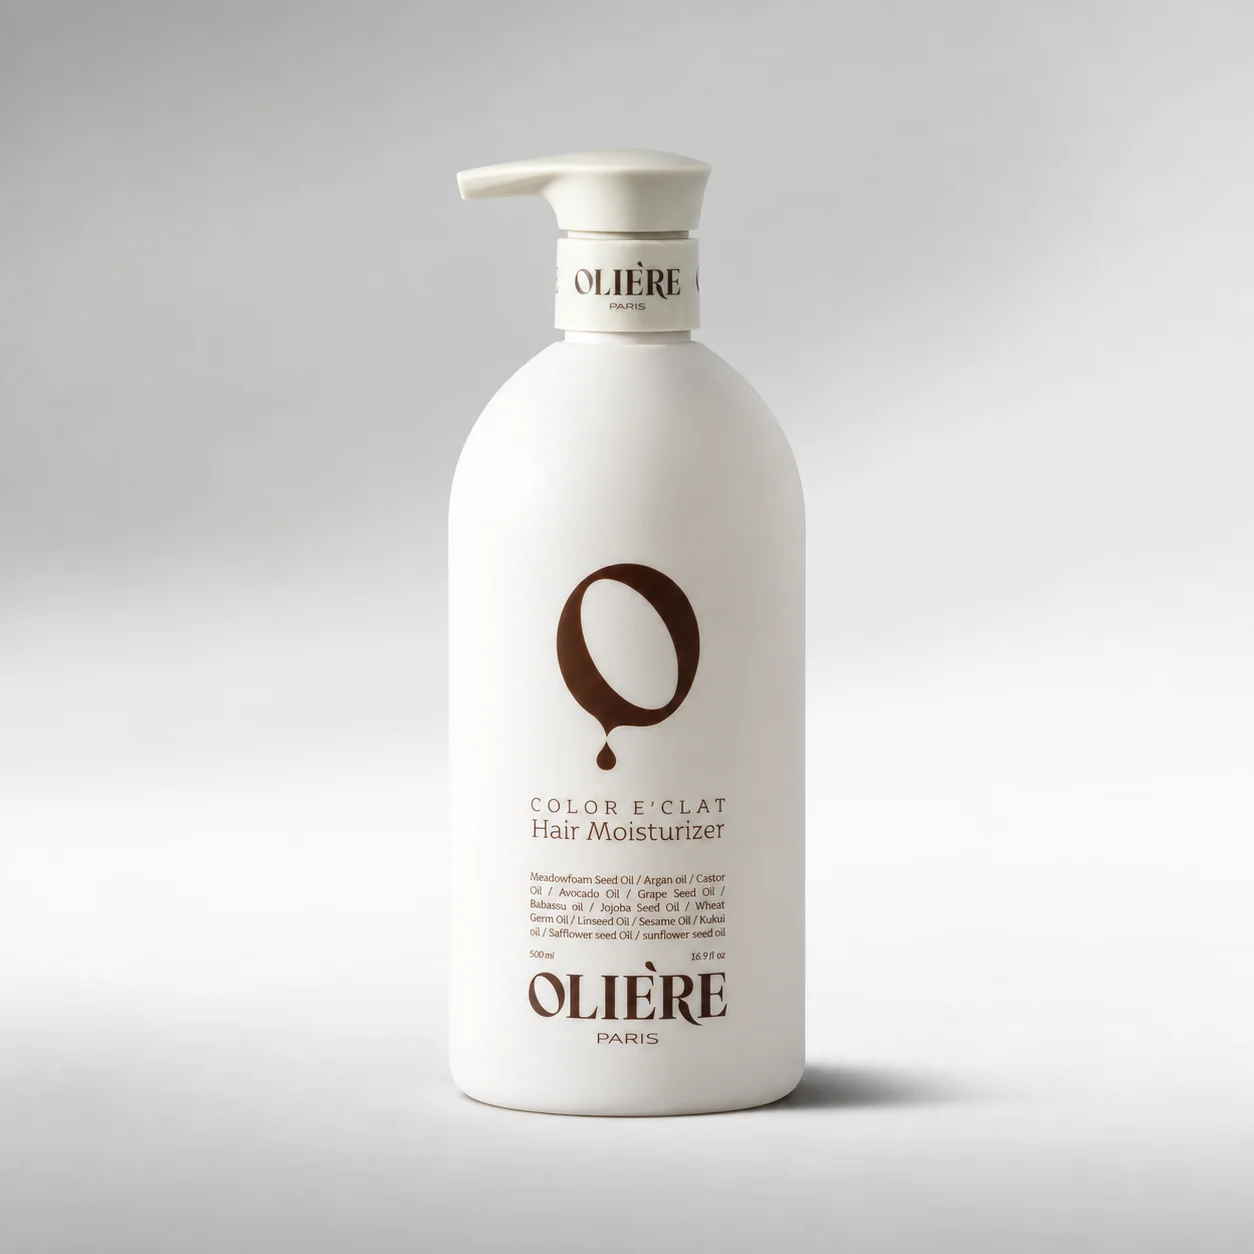 OLIÈRE
PARIS
COLOR E'CLAT
Hair Moisturizer
Meadowfoam Seed Oil / Argan oil / Castor
Oil / Avocado Oil / Grape Seed Oil /
Babassu oil / Jojoba Seed Oil / Wheat
Germ Oil / Linseed Oil / Sesame Oil / Kukui
oil / Safflower seed Oil / sunflower seed oil
500 ml 16.9 fl oz
OLIÈRE
PARIS